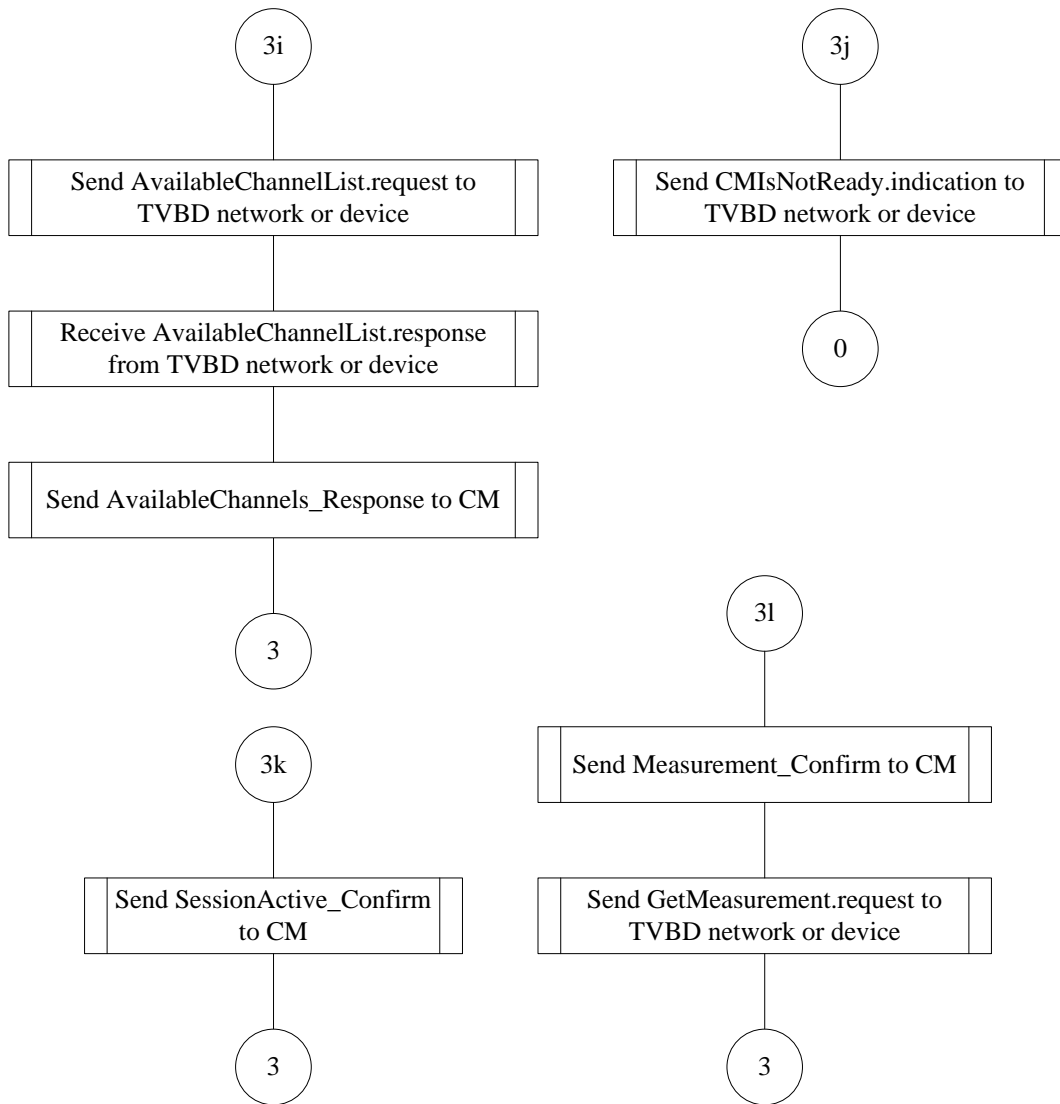 3i
Send AvailableChannelList.request to
TVBD network or device
Receive AvailableChannelList.response
from TVBD network or device
Send AvailableChannels_Response to CM
3
3j
Send CMIsNotReady.indication to
TVBD network or device
0
3k
Send SessionActive_Confirm
to CM
3
3l
Send Measurement_Confirm to CM
Send GetMeasurement.request to
TVBD network or device
3